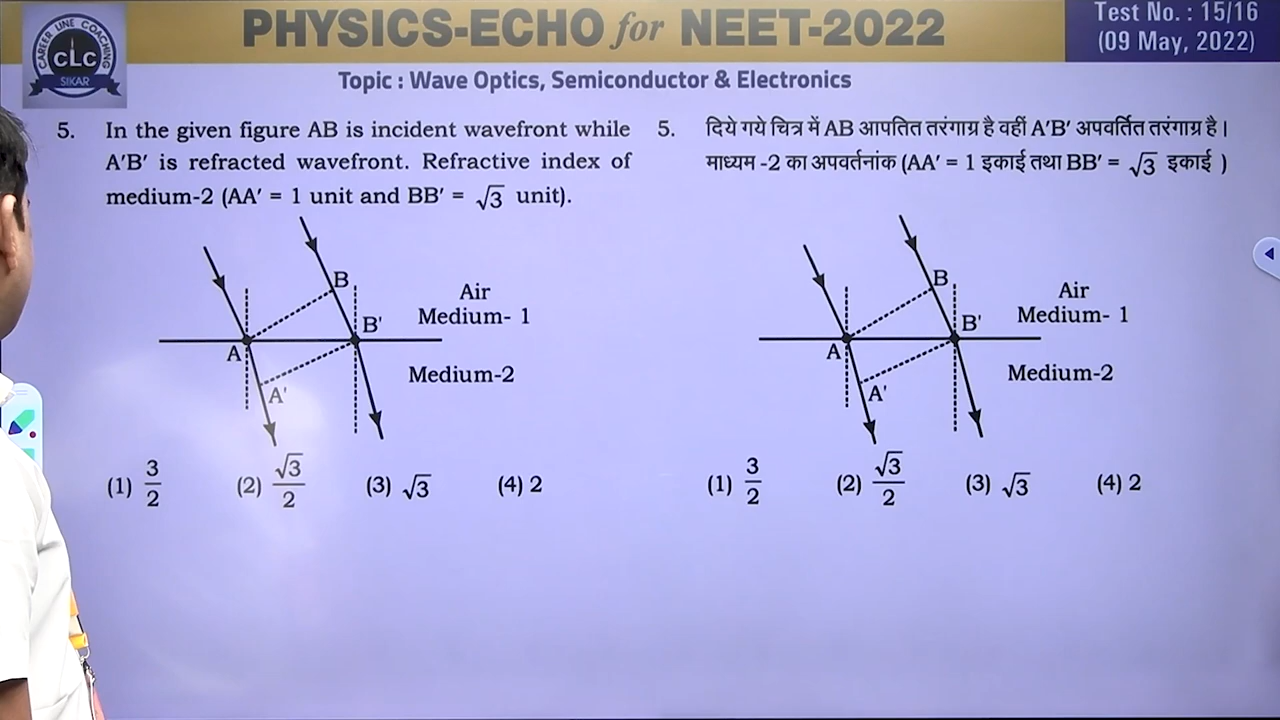 CAREER LINE COACHING
CLC
SIKAR
PHYSICS-ECHO for NEET-2022
Test No. : 15/16
(09 May, 2022)
Topic : Wave Optics, Semiconductor & Electronics
5. In the given figure AB is incident wavefront while
A′B′ is refracted wavefront. Refractive index of
medium-2 (AA′ = 1 unit and BB′ = √3 unit).
B
Air
Medium- 1
B'
A
Medium-2
A'
(1) 3/2 (2) √3/2 (3) √3 (4) 2
5. दिये गये चित्र में AB आपतित तरंगाग्र है वहीं A′B′ अपवर्तित तरंगाग्र है।
माध्यम -2 का अपवर्तनांक (AA′ = 1 इकाई तथा BB′ = √3 इकाई )
B
Air
Medium- 1
B'
A
Medium-2
A'
(1) 3/2 (2) √3/2 (3) √3 (4) 2